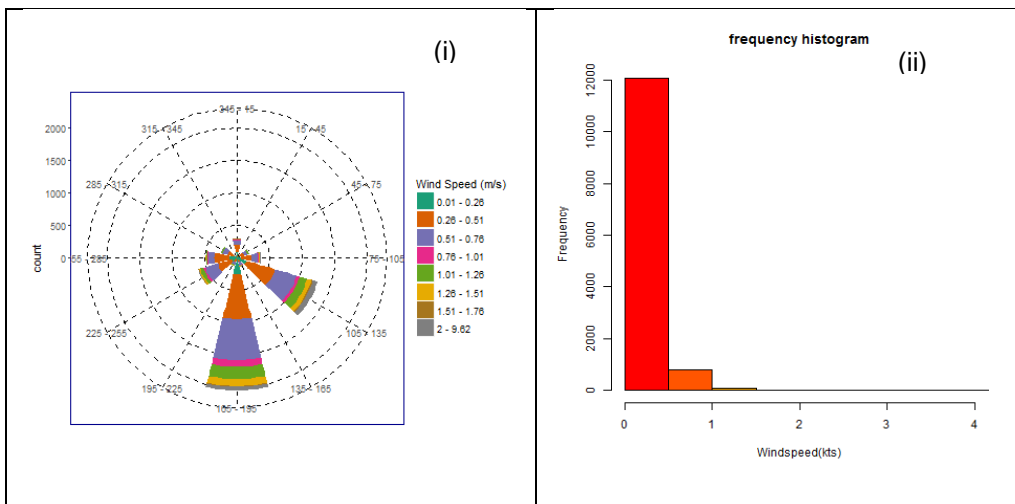 (i)
345 - 15
315 - 345
15 - 45
2000
1500
285 - 315
45 - 75
1000
500
0
255 - 285
75 - 105
count
225 - 255
105 - 135
195 - 225
135 - 165
165 - 195
Wind Speed (m/s)
0.01 - 0.26
0.26 - 0.51
0.51 - 0.76
0.76 - 1.01
1.01 - 1.26
1.26 - 1.51
1.51 - 1.76
2 - 9.62
frequency histogram
(ii)
Frequency
12000
10000
8000
6000
4000
2000
0
0 1 2 3 4
Windspeed(kts)